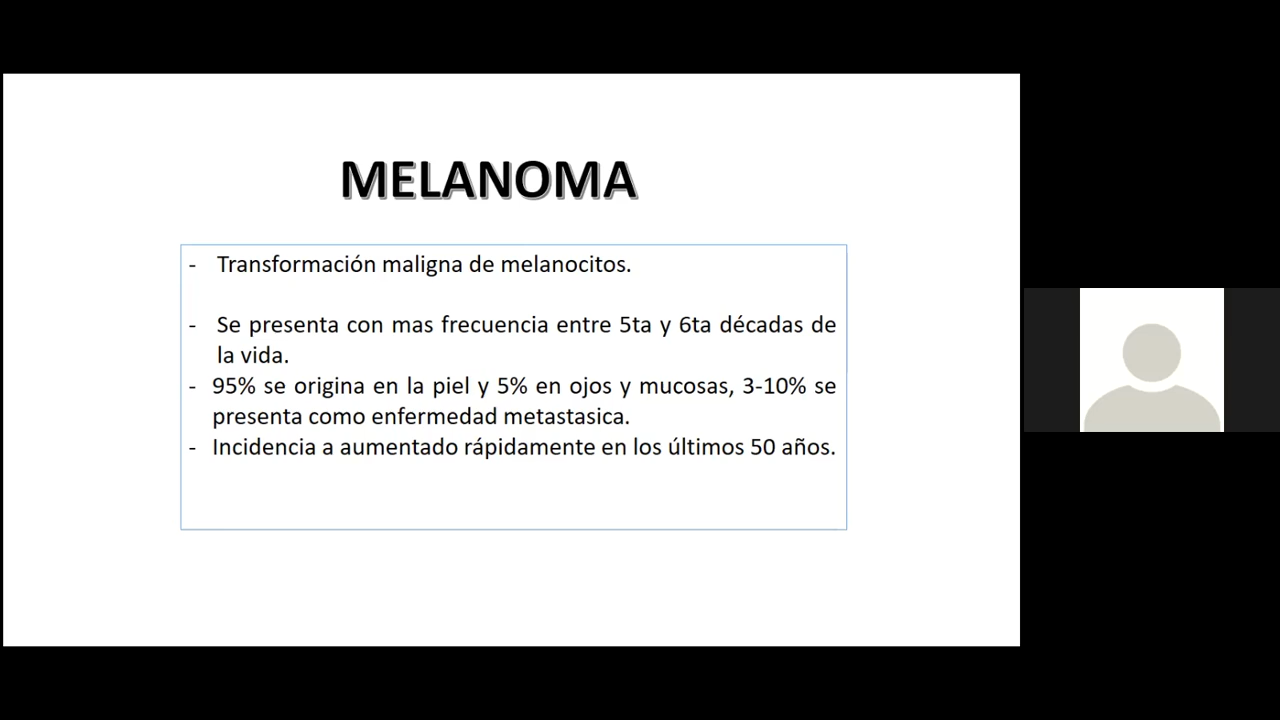 MELANOMA
- Transformación maligna de melanocitos.
- Se presenta con mas frecuencia entre 5ta y 6ta décadas de
la vida.
- 95% se origina en la piel y 5% en ojos y mucosas, 3-10% se
presenta como enfermedad metastasica.
- Incidencia a aumentado rápidamente en los últimos 50 años.